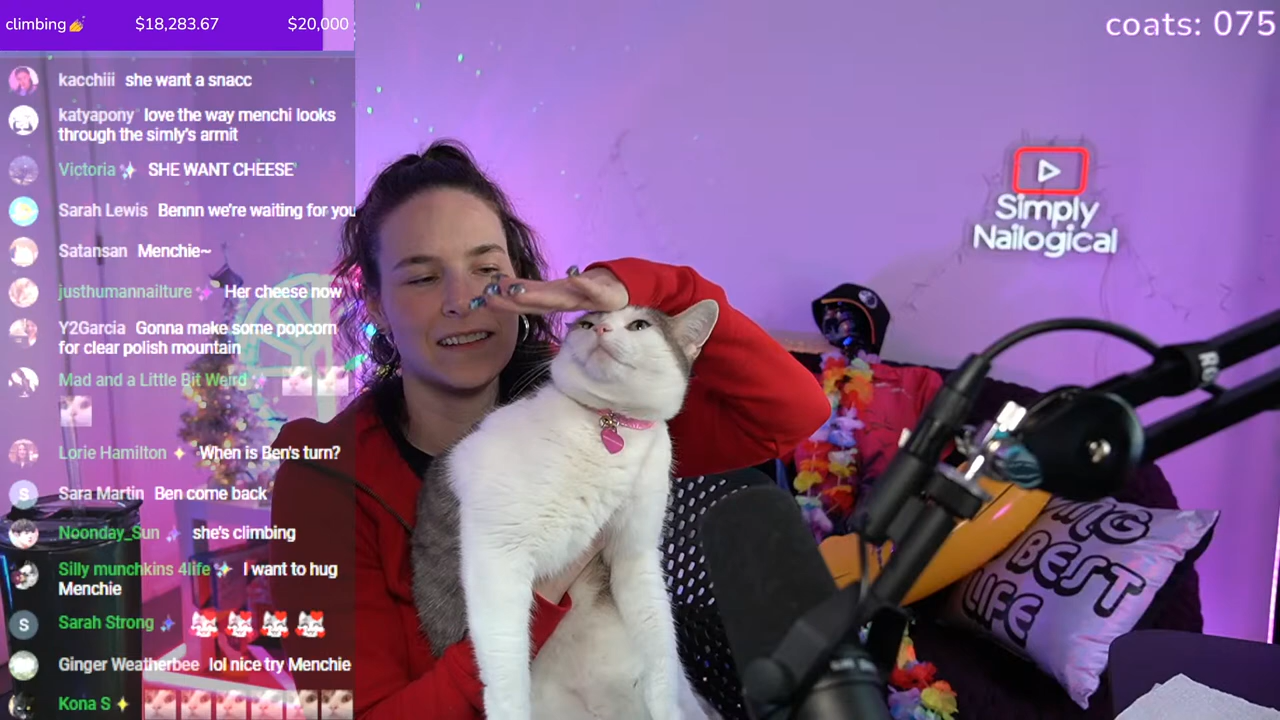 climbing💅 $18,283.67 $20,000
coats: 075
kacchiii she want a snacc
katyapony love the way menchi looks
through the simly's armit
Victoria SHE WANT CHEESE
Sarah Lewis Bennn we're waiting for you
Satansan Menchie~
justhumannailture Her cheese now
Y2Garcia Gonna make some popcorn
for clear polish mountain
Mad and a Little Bit Weird
Lorie Hamilton When is Ben's turn?
S Sara Martin Ben come back
Noonday_Sun she's climbing
Silly munchkins 4life I want to hug
Menchie
S Sarah Strong
Ginger Weatherbee lol nice try Menchie
Kona S
Simply
Nailogical
BEST
LIFE